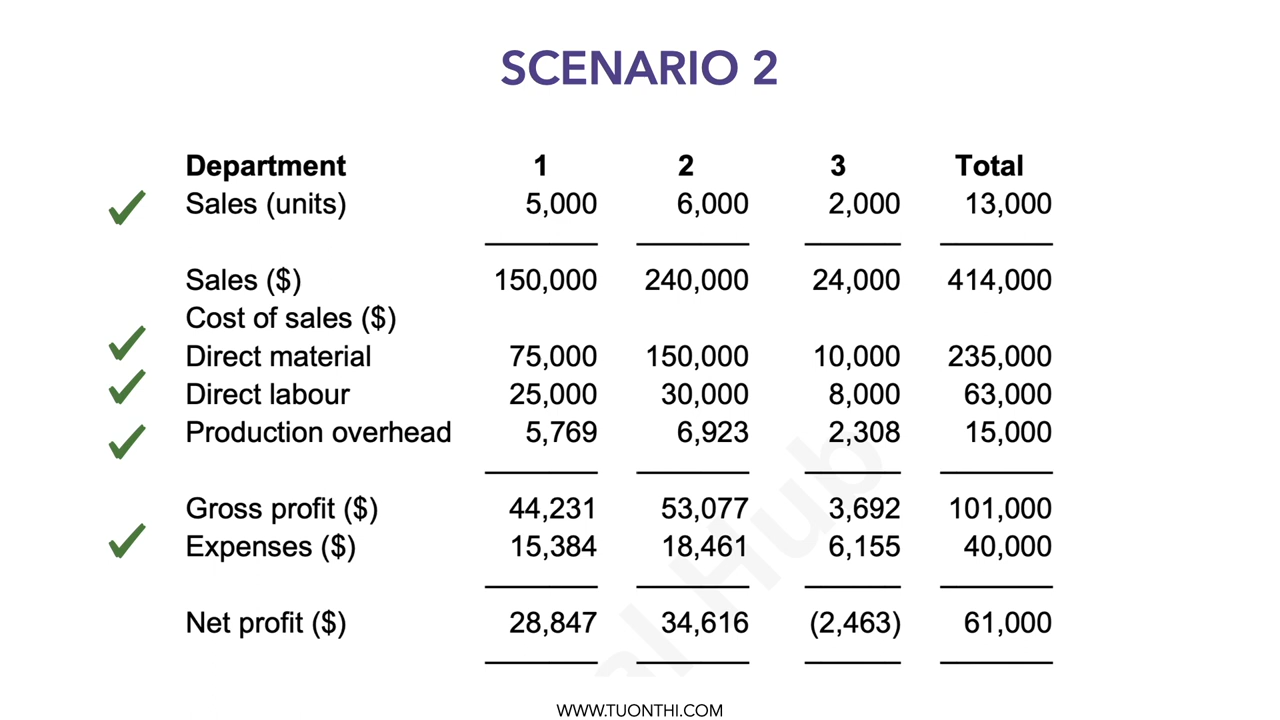 SCENARIO 2
Department 1 2 3 Total
Sales (units) 5,000 6,000 2,000 13,000
Sales ($) 150,000 240,000 24,000 414,000
Cost of sales ($)
Direct material 75,000 150,000 10,000 235,000
Direct labour 25,000 30,000 8,000 63,000
Production overhead 5,769 6,923 2,308 15,000
Gross profit ($) 44,231 53,077 3,692 101,000
Expenses ($) 15,384 18,461 6,155 40,000
Net profit ($) 28,847 34,616 (2,463) 61,000
Hub
WWW.TUONTHI.COM